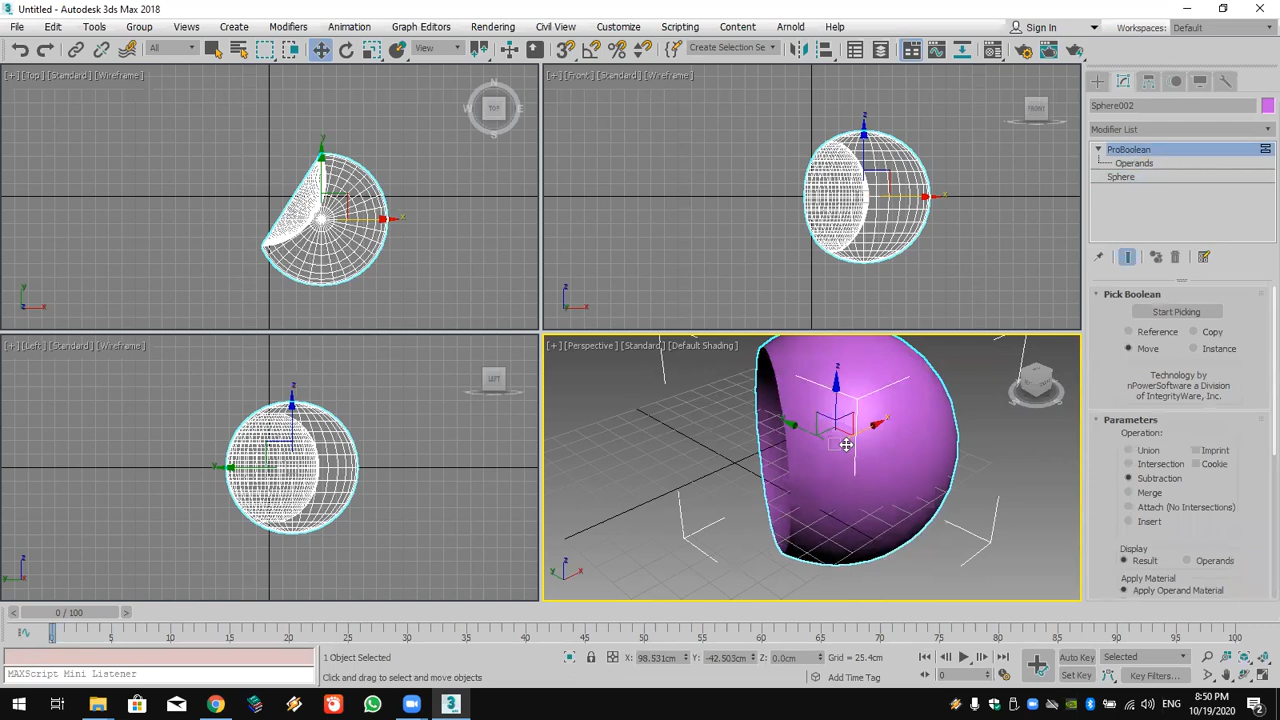 Untitled - Autodesk 3ds Max 2018
File Edit Tools Group Views Create Modifiers Animation Graph Editors Rendering Civil View Customize Scripting Content Arnold Help Sign In Workspaces: Default
All View Create Selection Se
[+] [Top] [Standard] [Wireframe]
[+] [Front] [Standard] [Wireframe]
N
W TOP E
S
FRONT
y
x
z
x
y
z x
z
x
Sphere002
Modifier List
ProBoolean
Operands
Sphere
Pick Boolean
Start Picking
Reference Copy
Move Instance
Technology by
nPowerSoftware a Division
of IntegrityWare, Inc.
Parameters
Operation:
Union Imprint
Intersection Cookie
Subtraction
Merge
Attach (No Intersections)
Insert
Display
Result Operands
Apply Material
Apply Operand Material
[+] [Left] [Standard] [Wireframe]
[+] [Perspective] [Standard] [Default Shading]
LEFT
z
y
z
y
z
x
z
y x
0 / 100
0 5 10 15 20 25 30 35 40 45 50 55 60 65 70 75 80 85 90 95 100
MAXScript Mini Listener
1 Object Selected
Click and drag to select and move objects
X: 98.531cm Y: -42.503cm Z: 0.0cm Grid = 25.4cm
Add Time Tag
Auto Key Selected
Set Key Key Filters...
0
3
ENG
8:50 PM
10/19/2020